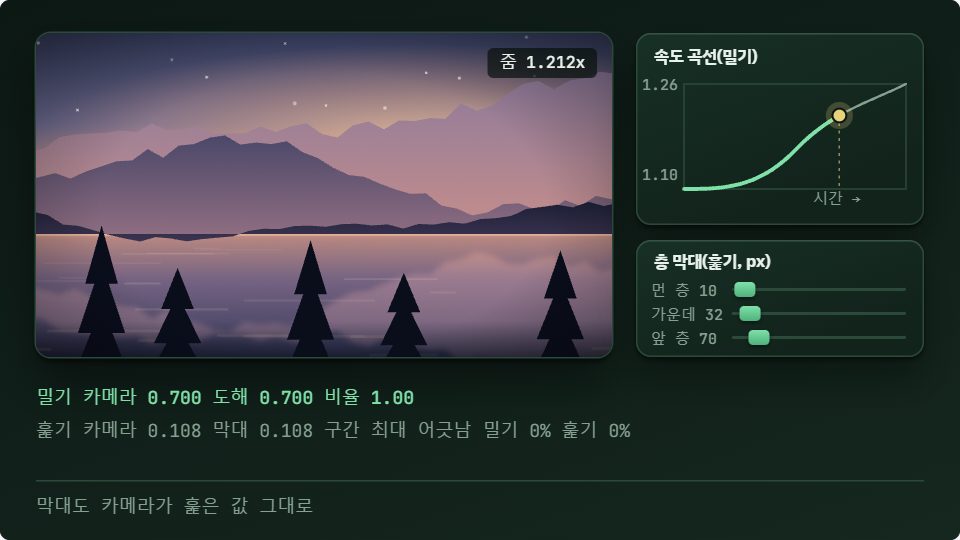 줌 1.212x
속도 곡선(밀기)
1.26
1.10
시간 →
층 막대(훑기, px)
먼 층 10
가운데 32
앞 층 70
밀기 카메라 0.700 도해 0.700 비율 1.00
훑기 카메라 0.108 막대 0.108 구간 최대 어긋남 밀기 0% 훑기 0%
막대도 카메라가 훑은 값 그대로